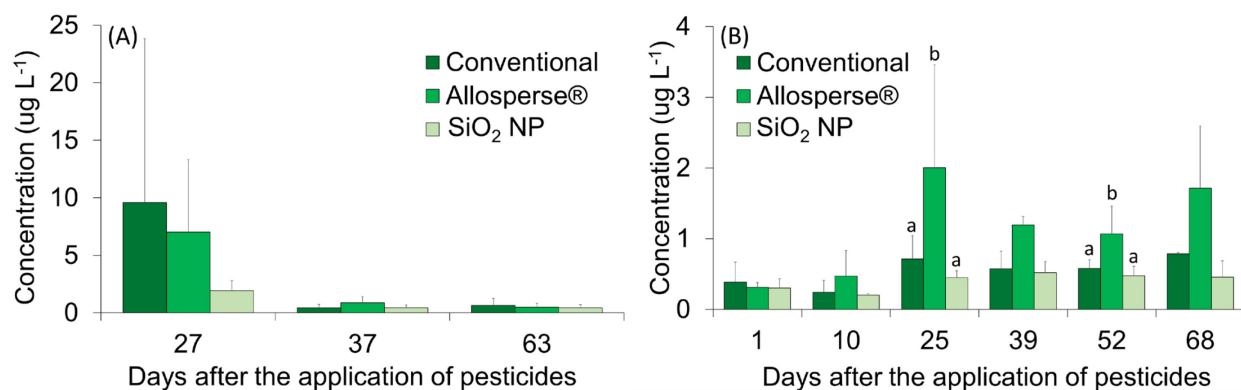 (A)
Concentration (ug L⁻¹)
25
20
15
10
5
0
Conventional
Allosperse®
SiO₂ NP
27 37 63
Days after the application of pesticides
(B)
Concentration (ug L⁻¹)
4
3
2
1
0
Conventional
Allosperse®
SiO₂ NP
b
a
a
b
a
a
1 10 25 39 52 68
Days after the application of pesticides